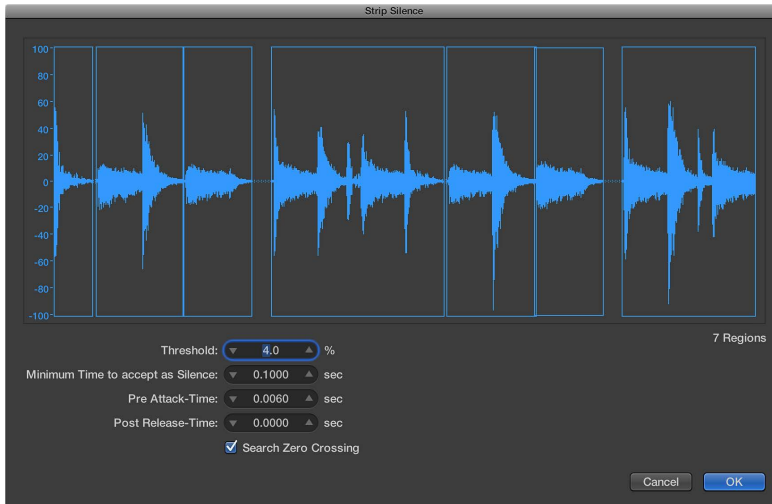 Strip Silence
100
80
60
40
20
0
-20
-40
-60
-80
-100
7 Regions
Threshold: 4.0 %
Minimum Time to accept as Silence: 0.1000 sec
Pre Attack-Time: 0.0060 sec
Post Release-Time: 0.0000 sec
Search Zero Crossing
Cancel OK